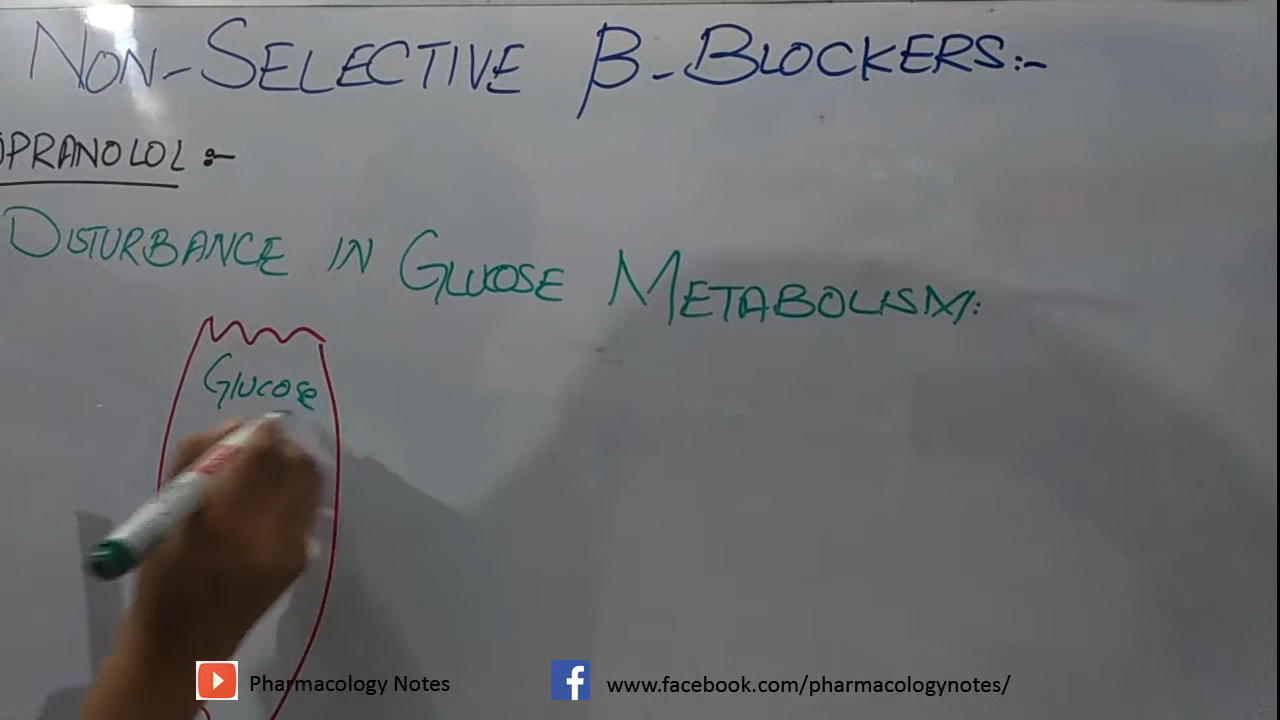 NON-SELECTIVE β-BLOCKERS:-
OPRANOLOL :-
DISTURBANCE IN GLUCOSE METABOLISM:
Glucose
Pharmacology Notes
www.facebook.com/pharmacologynotes/